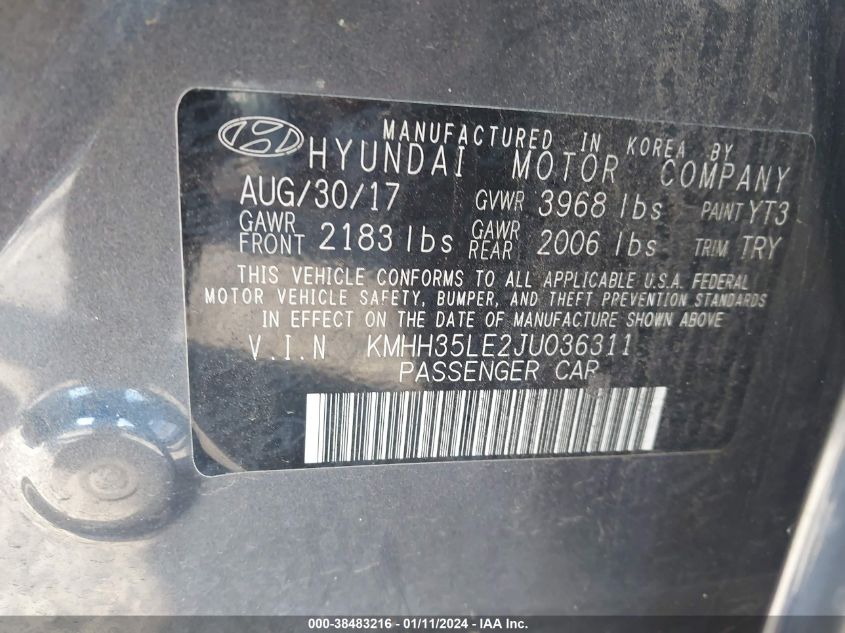 MANUFACTURED IN KOREA BY
HYUNDAI MOTOR COMPANY
AUG/30/17 GVWR 3968 lbs PAINT YT3
GAWR FRONT 2183 lbs GAWR REAR 2006 lbs TRIM TRY
THIS VEHICLE CONFORMS TO ALL APPLICABLE U.S.A. FEDERAL
MOTOR VEHICLE SAFETY, BUMPER, AND THEFT PREVENTION STANDARDS
IN EFFECT ON THE DATE OF MANUFACTURE SHOWN ABOVE
V.I.N KMHH35LE2JU036311
PASSENGER CAR
000-38483216 - 01/11/2024 - IAA Inc.